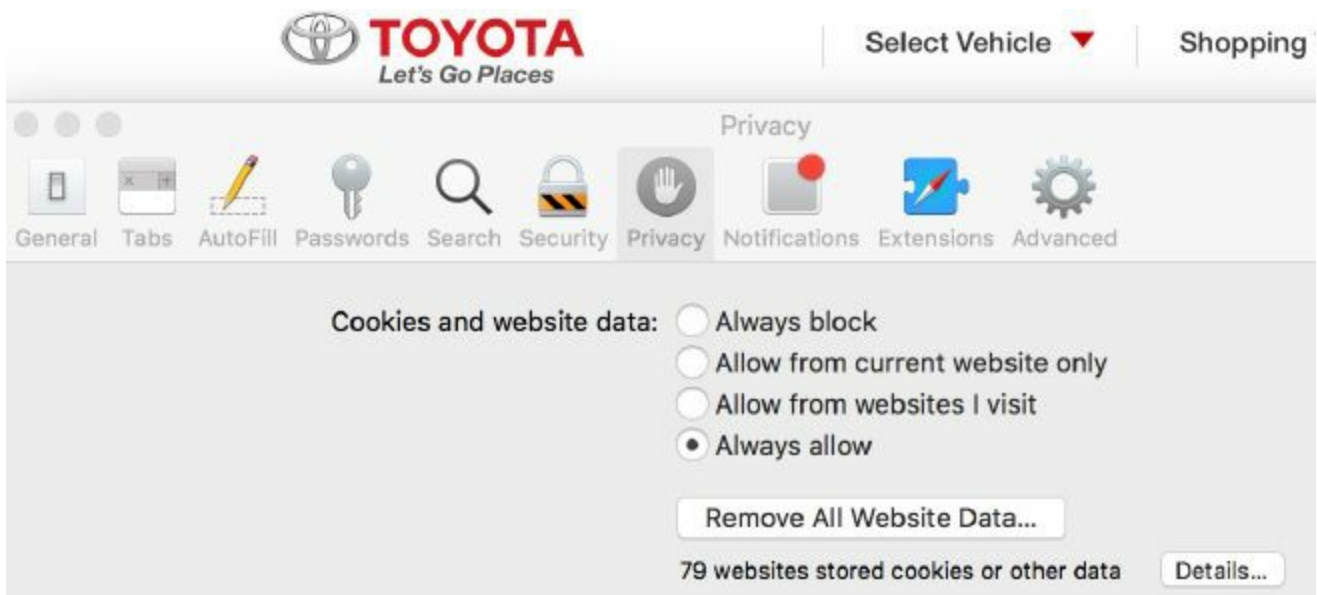 TOYOTA
Let's Go Places
Select Vehicle
Shopping
Privacy
General Tabs AutoFill Passwords Search Security Privacy Notifications Extensions Advanced
Cookies and website data:
Always block
Allow from current website only
Allow from websites I visit
Always allow
Remove All Website Data...
79 websites stored cookies or other data
Details...